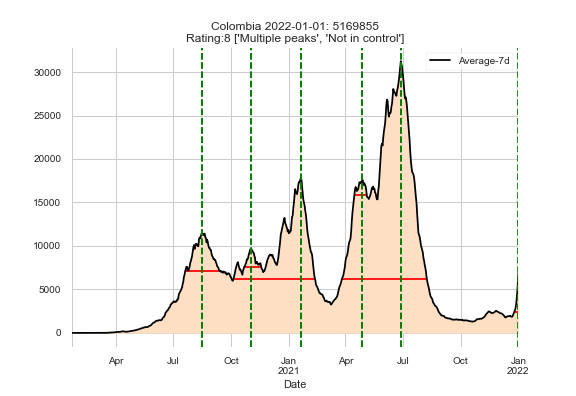 Colombia 2022-01-01: 5169855
Rating:8 ['Multiple peaks', 'Not in control']
Average-7d
30000
25000
20000
15000
10000
5000
0
Apr Jul Oct Jan Apr Jul Oct Jan
2021 2022
Date